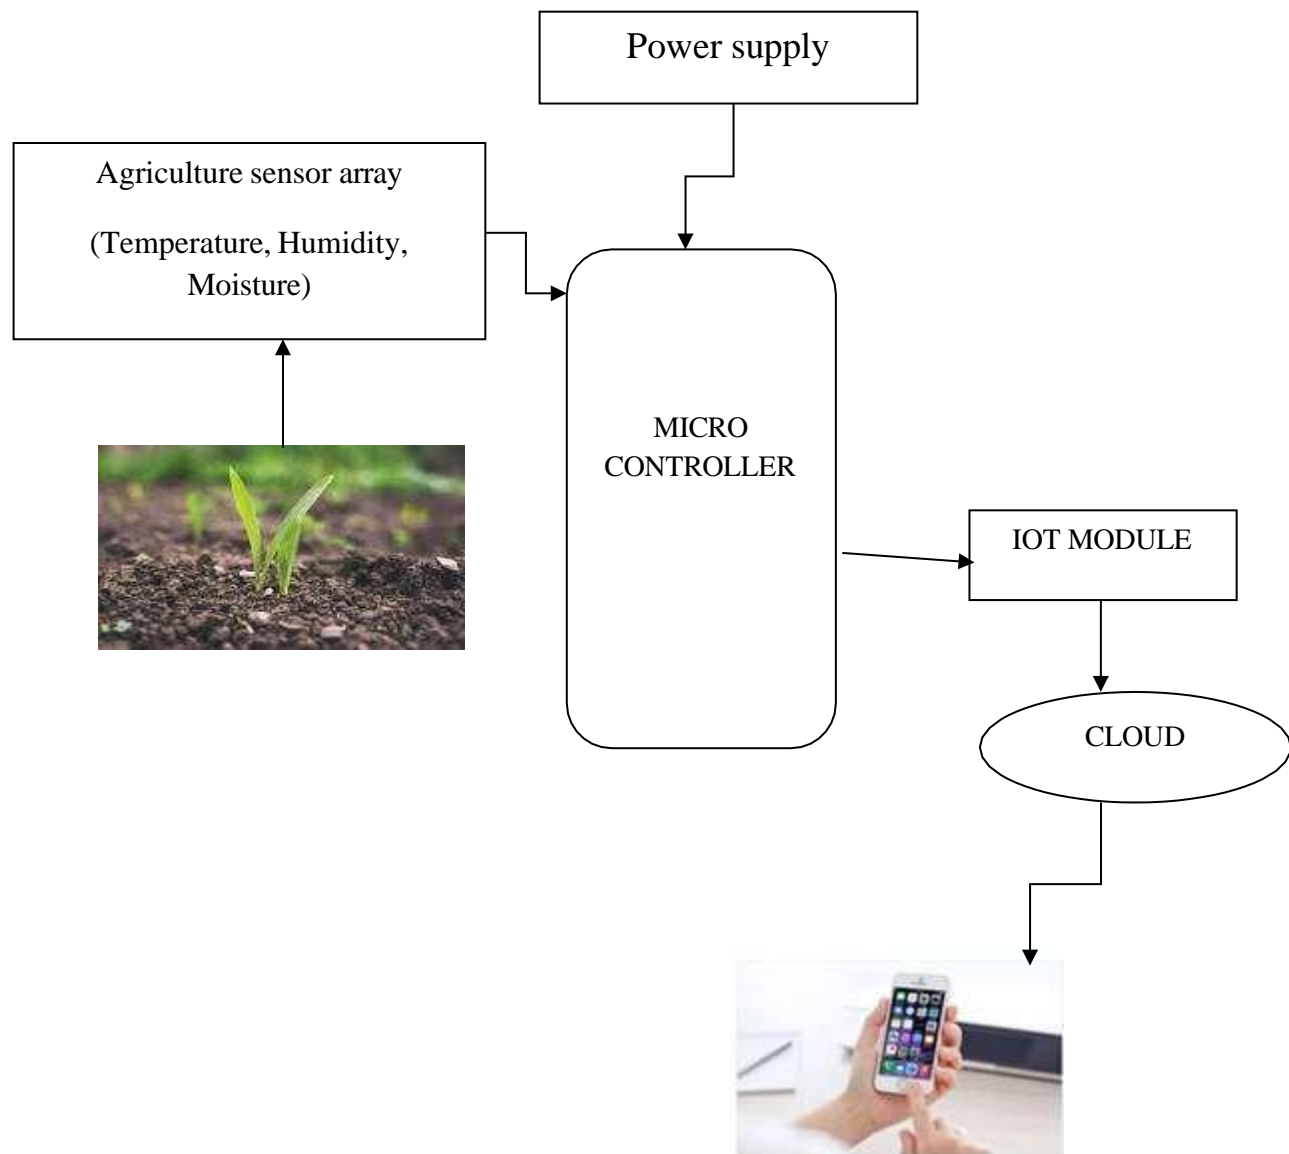 Power supply
Agriculture sensor array
(Temperature, Humidity,
Moisture)
MICRO
CONTROLLER
IOT MODULE
CLOUD